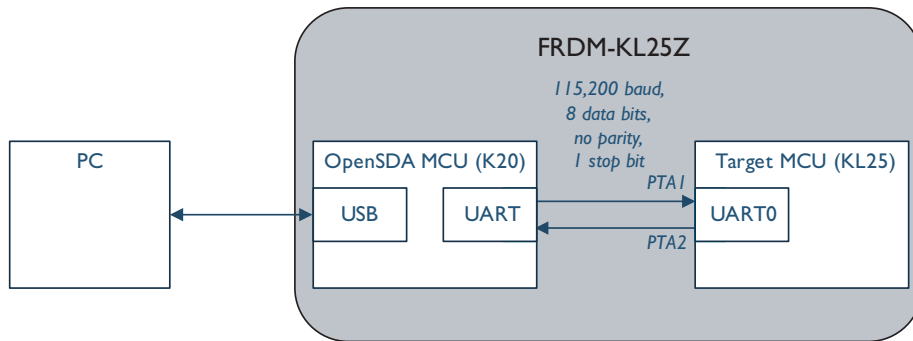 FRDM-KL25Z
115,200 baud,
8 data bits,
no parity,
1 stop bit
PC
OpenSDA MCU (K20)
Target MCU (KL25)
PTA1
USB
UART
UART0
PTA2